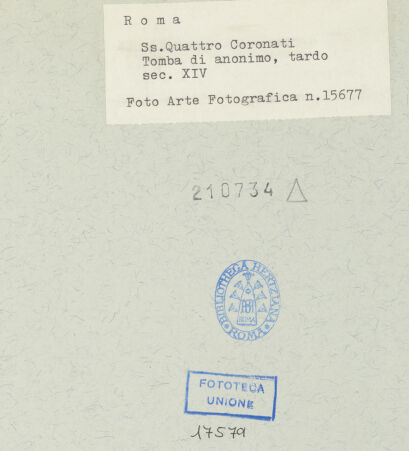 Roma
Ss.Quattro Coronati
Tomba di anonimo, tardo
sec. XIV
Foto Arte Fotografica n.15677
210734
BIBLIOTHECA HERTZIANA
ROMA
FOTOTECA
UNIONE
17579